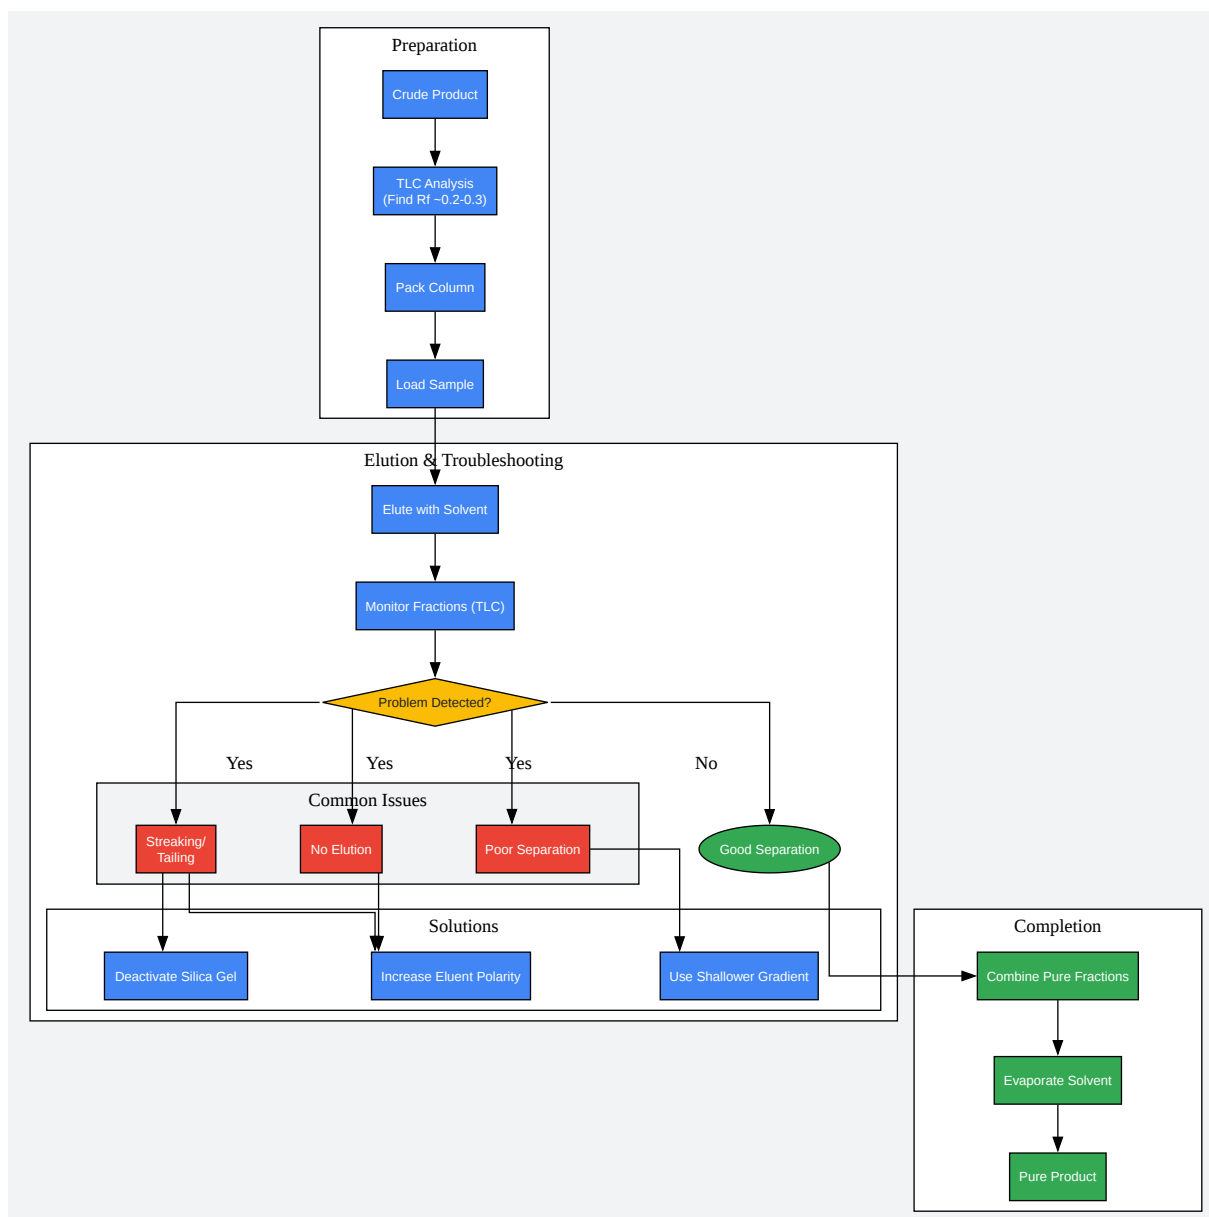 Preparation
Crude Product
TLC Analysis
(Find Rf ~0.2-0.3)
Pack Column
Load Sample
Elution & Troubleshooting
Elute with Solvent
Monitor Fractions (TLC)
Problem Detected?
Yes
Yes
Yes
No
Common Issues
Streaking/
Tailing
No Elution
Poor Separation
Good Separation
Solutions
Deactivate Silica Gel
Increase Eluent Polarity
Use Shallower Gradient
Completion
Combine Pure Fractions
Evaporate Solvent
Pure Product